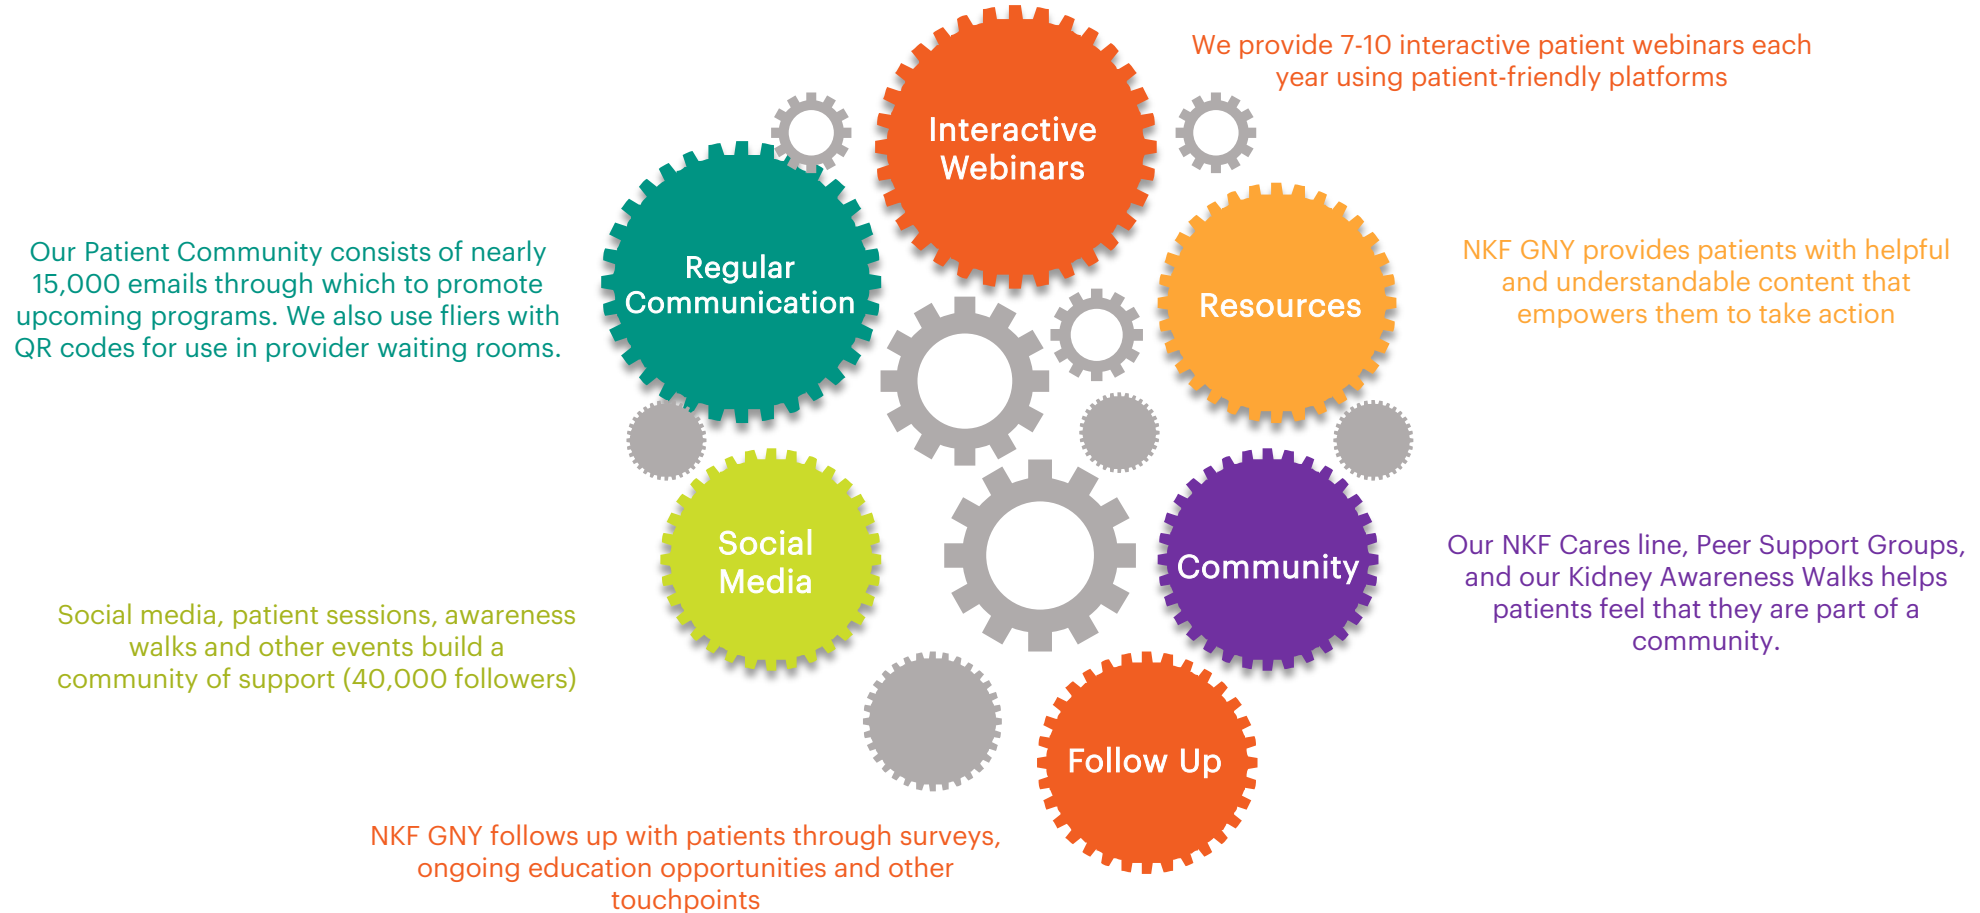 We provide 7-10 interactive patient webinars each
year using patient-friendly platforms
Interactive
Webinars
Our Patient Community consists of nearly
15,000 emails through which to promote
upcoming programs. We also use fliers with
QR codes for use in provider waiting rooms.
Regular
Communication
Resources
NKF GNY provides patients with helpful
and understandable content that
empowers them to take action
Social
Media
Social media, patient sessions, awareness
walks and other events build a
community of support (40,000 followers)
Community
Our NKF Cares line, Peer Support Groups,
and our Kidney Awareness Walks helps
patients feel that they are part of a
community.
Follow Up
NKF GNY follows up with patients through surveys,
ongoing education opportunities and other
touchpoints